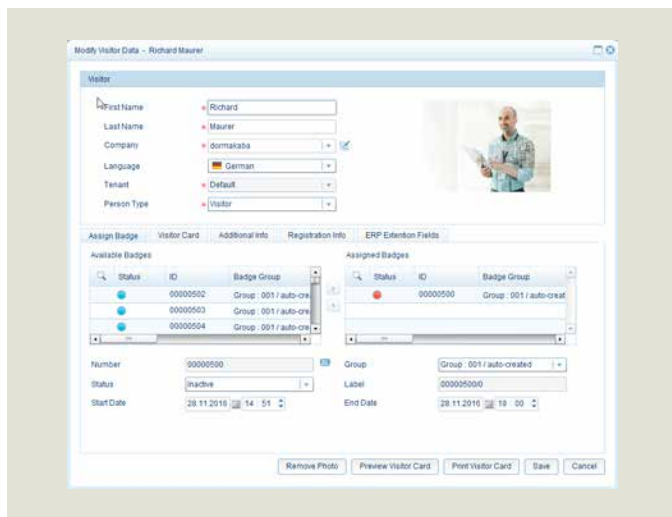 Modify Visitor Data - Richard Maurer
Visitor
First Name * Richard
Last Name * Maurer
Company * dormakaba
Language German
Tenant * Default
Person Type * Visitor
Assign Badge Visitor Card Additional Info Registration Info ERP Extention Fields
Available Badges Assigned Badges
Status ID Badge Group Status ID Badge Group
00000502 Group : 001 / auto-cre 00000500 Group : 001 / auto-creat
00000503 Group : 001 / auto-cre
00000504 Group : 001 / auto-cre
Number 00000500 Group Group : 001 / auto-created
Status Inactive Label 00000500/0
Start Date 28.11.2016 14 51 End Date 28.11.2016 18 00
Remove Photo Preview Visitor Card Print Visitor Card Save Cancel